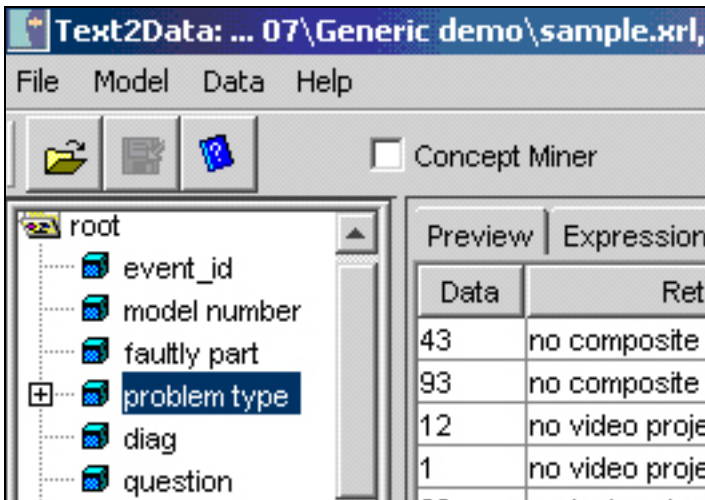 Text2Data: ... 07\Generic demo\sample.xrl,
File Model Data Help
Concept Miner
root
event_id
model number
faultly part
problem type
diag
question
Preview Expression
Data Ret
43 no composite
93 no composite
12 no video proje
1 no video proje